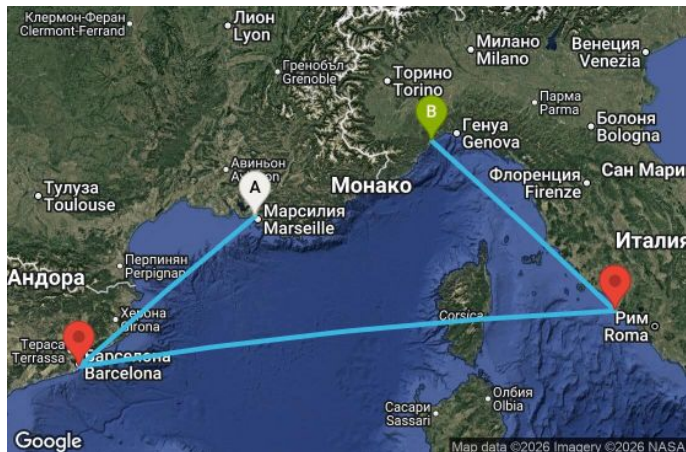 Клермон-Феран
Clermont-Ferrand
Лион
Lyon
Гренобъл
Grenoble
Милано
Milano
Торино
Torino
Венеция
Venezia
Парма
Parma
B
Генуа
Genova
Болоня
Bologna
Авиньон
A
Монако
Флоренция
Firenze
Сан Мари
Тулуза
Toulouse
Марсилия
Marseille
Италия
Андора
Перпинян
Perpignan
Corsica
Херона
Girona
Рим
Roma
Тераса
Terrassa
Барселона
Barcelona
Олбия
Olbia
Сасари
Sassari
Google
Map data ©2026 Imagery ©2026 NASA